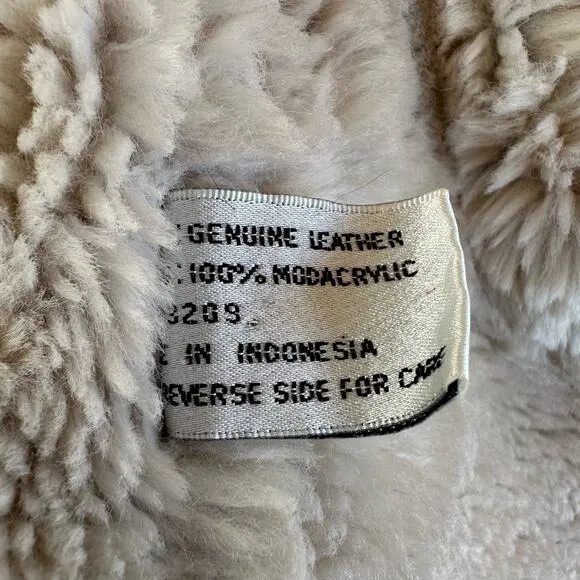 GENUINE LEATHER
: 100% MODACRYLIC
3209
E IN INDONESIA
REVERSE SIDE FOR CARE